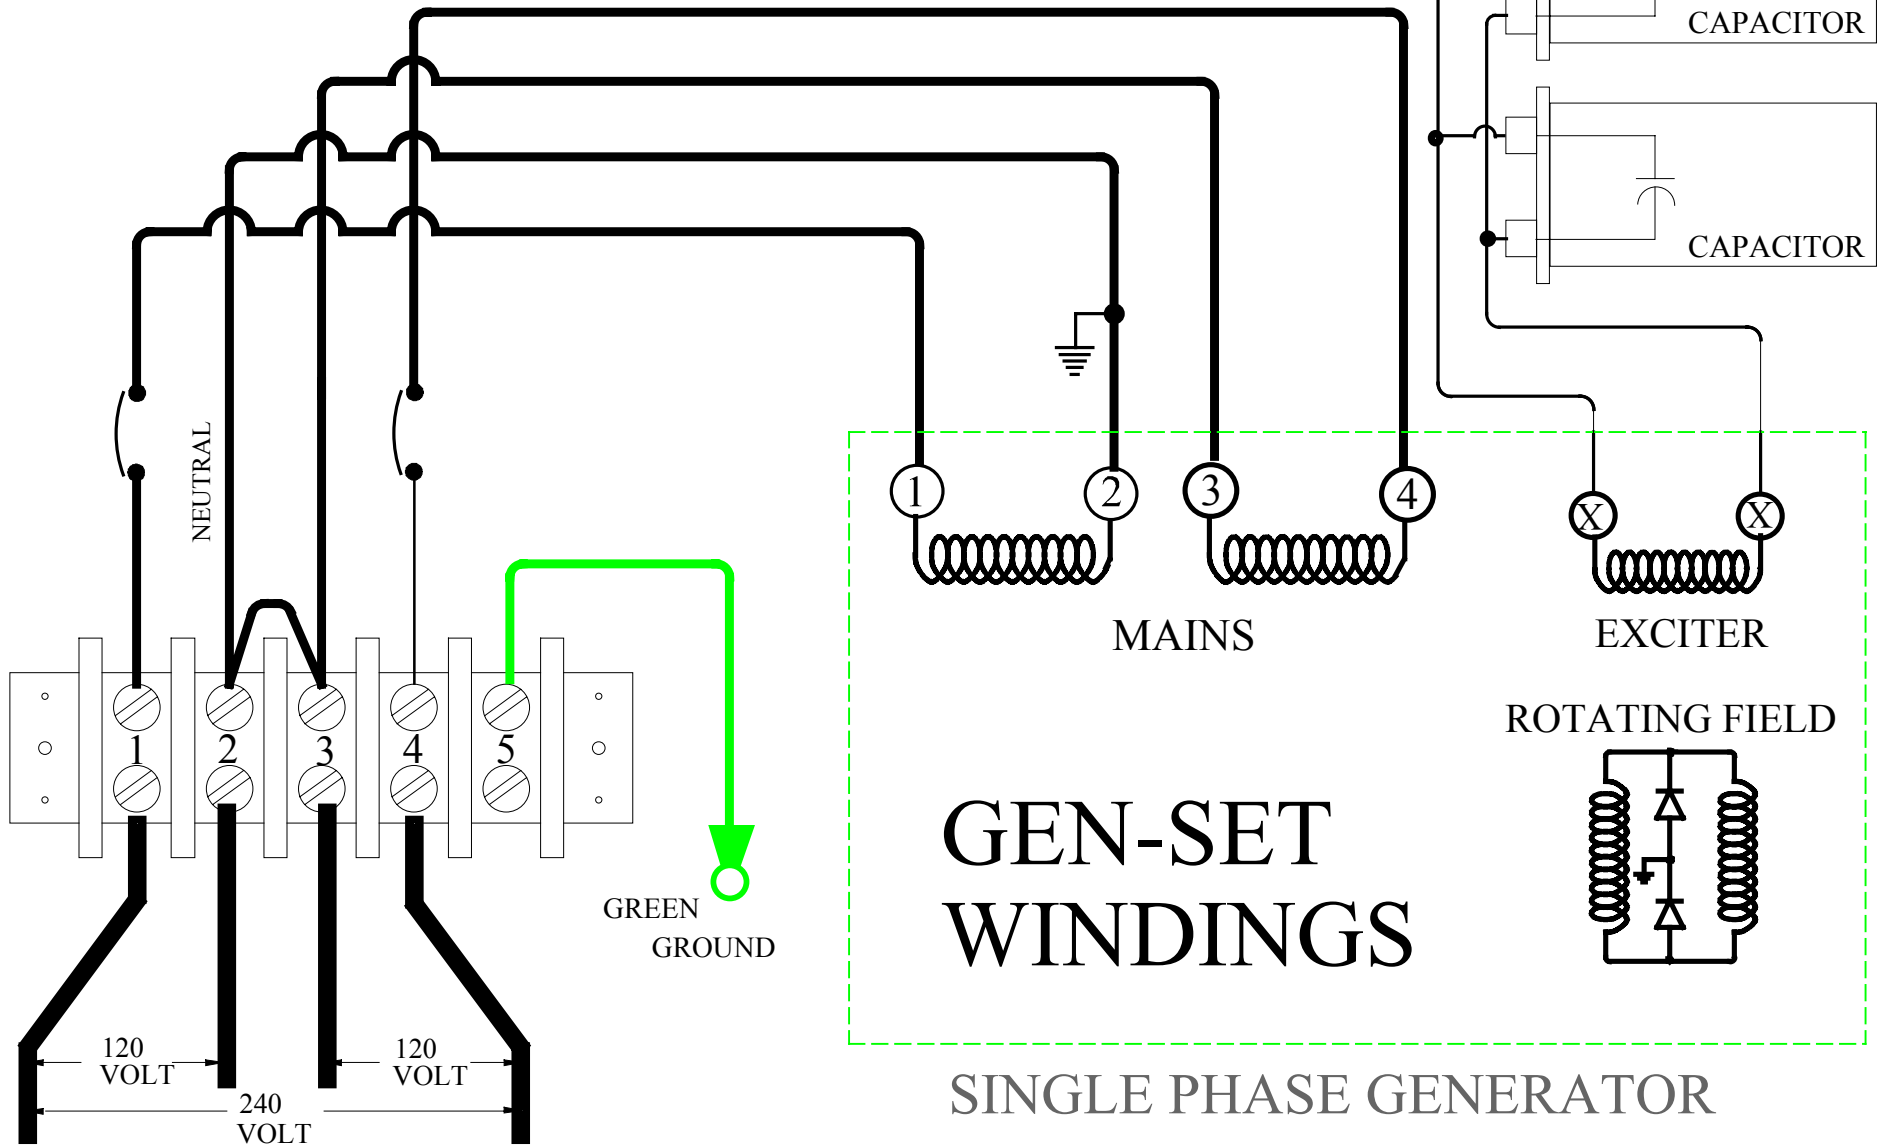 CAPACITOR
CAPACITOR
NEUTRAL
1
2
3
4
X
X
MAINS
EXCITER
ROTATING FIELD
1
2
3
4
5
GEN-SET
WINDINGS
GREEN
GROUND
120
VOLT
120
VOLT
240
VOLT
SINGLE PHASE GENERATOR